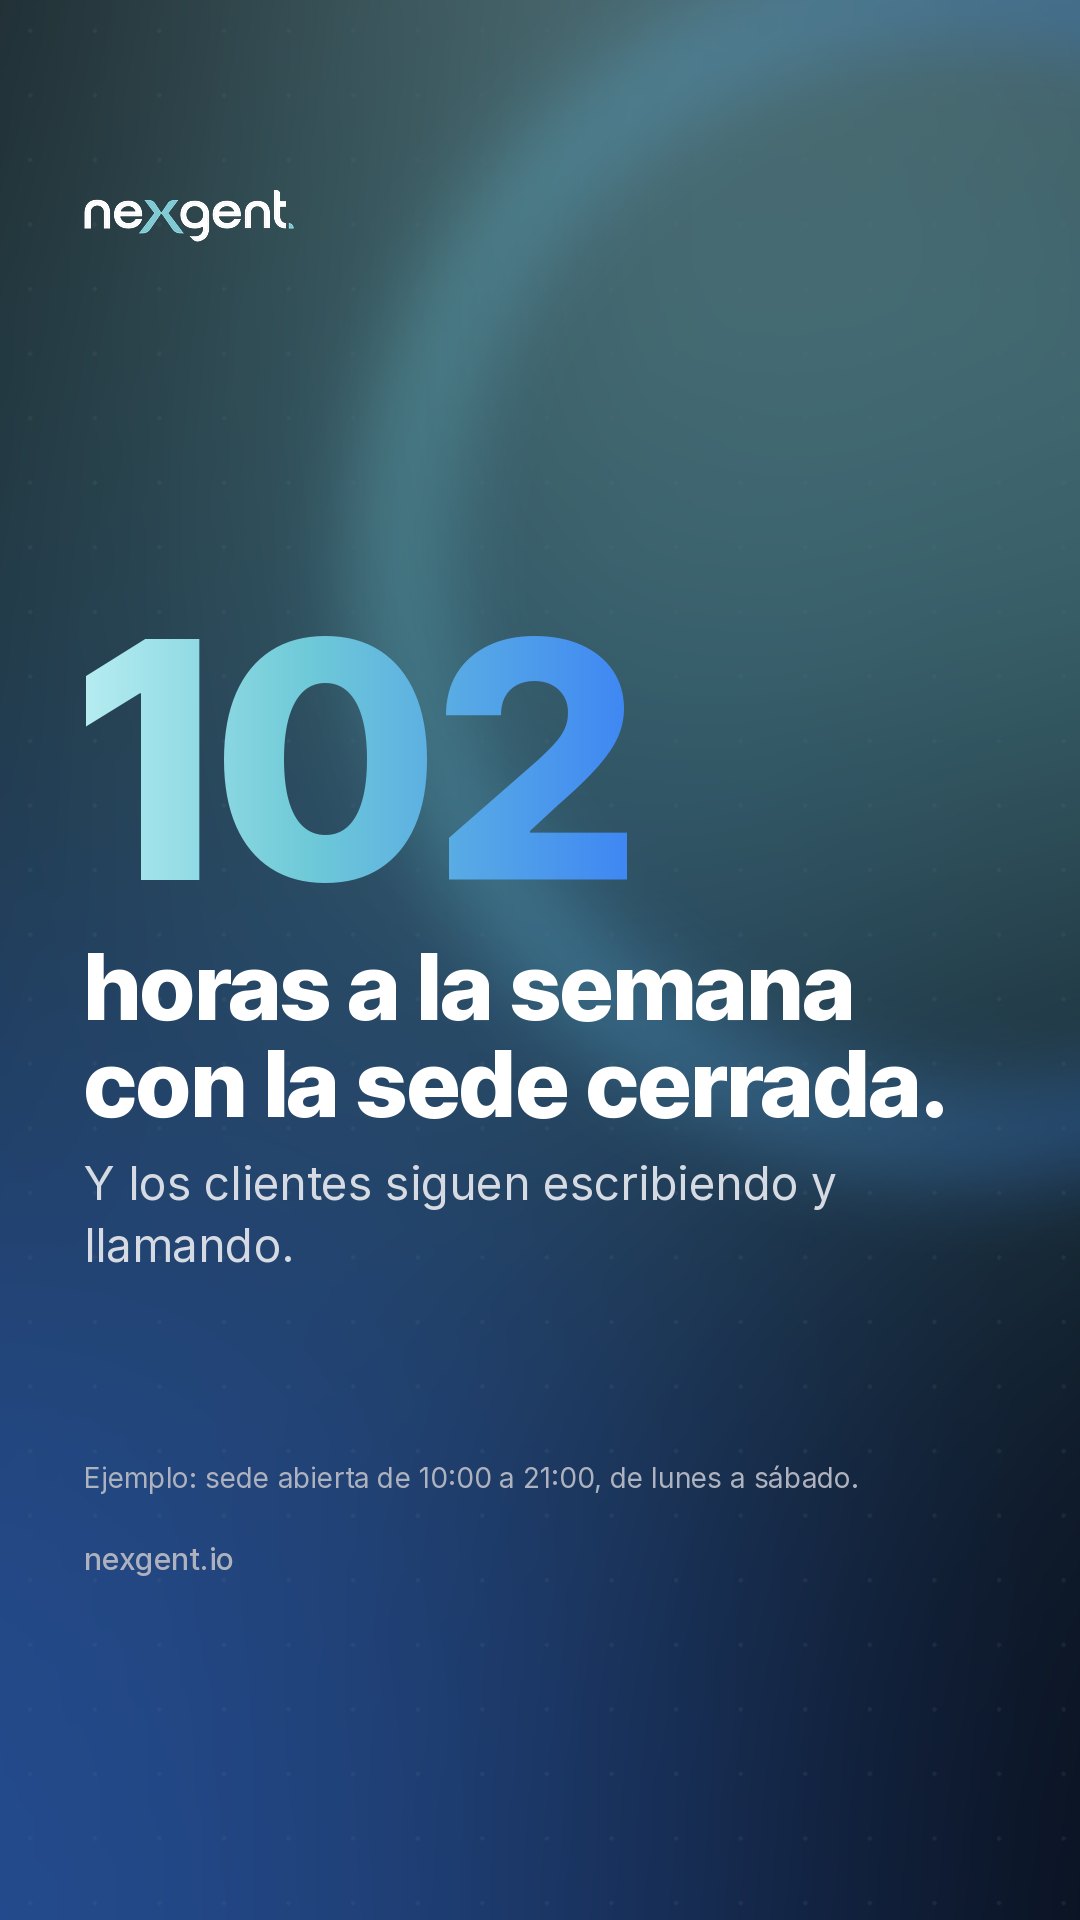 nexgent.
102
horas a la semana
con la sede cerrada.
Y los clientes siguen escribiendo y
llamando.
Ejemplo: sede abierta de 10:00 a 21:00, de lunes a sábado.
nexgent.io